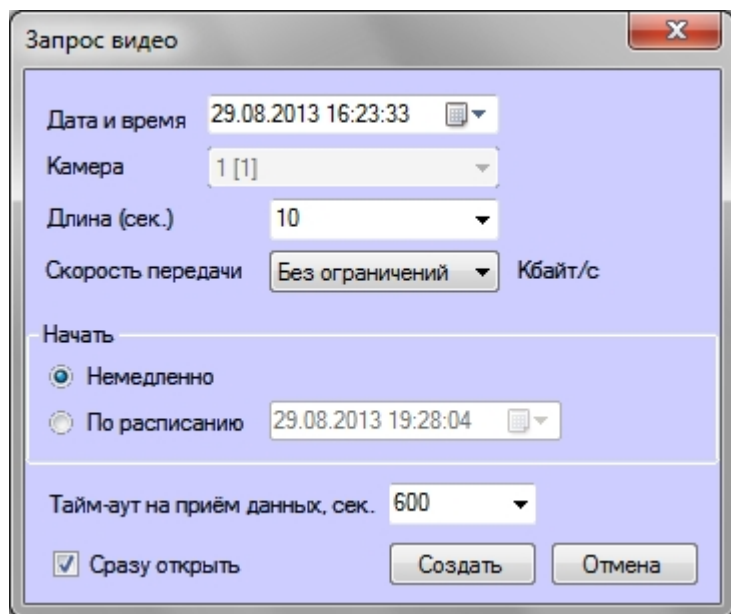 Запрос видео
Дата и время 29.08.2013 16:23:33
Камера 1 [1]
Длина (сек.) 10
Скорость передачи Без ограничений Кбайт/с
Начать
Немедленно
По расписанию 29.08.2013 19:28:04
Тайм-аут на приём данных, сек. 600
Сразу открыть Создать Отмена